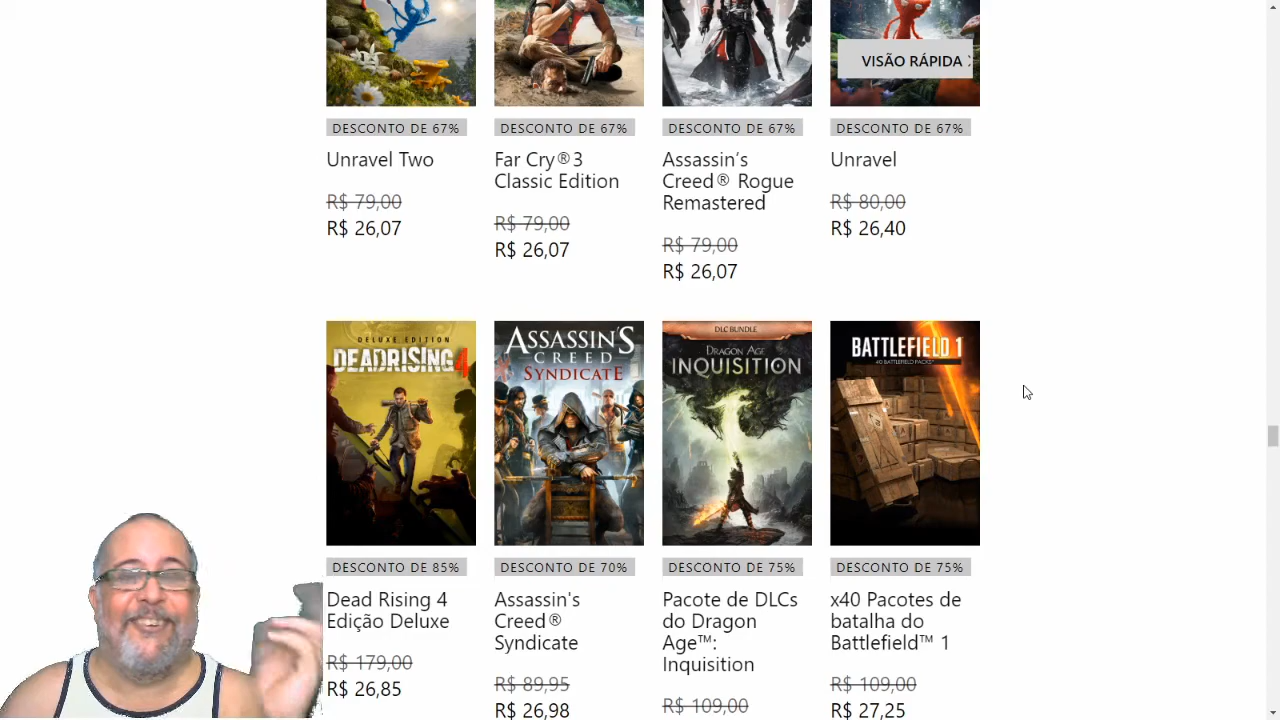 VISÃO RÁPIDA
DESCONTO DE 67%
Unravel Two
R$ 79,00
R$ 26,07
DESCONTO DE 67%
Far Cry®3
Classic Edition
R$ 79,00
R$ 26,07
DESCONTO DE 67%
Assassin’s
Creed® Rogue
Remastered
R$ 79,00
R$ 26,07
DESCONTO DE 67%
Unravel
R$ 80,00
R$ 26,40
DELUXE EDITION
DEADRISING 4
DESCONTO DE 85%
Dead Rising 4
Edição Deluxe
R$ 179,00
R$ 26,85
ASSASSIN'S
CREED
SYNDICATE
DESCONTO DE 70%
Assassin's
Creed®
Syndicate
R$ 89,95
R$ 26,98
DLC BUNDLE
DRAGON AGE
INQUISITION
DESCONTO DE 75%
Pacote de DLCs
do Dragon
Age™:
Inquisition
R$ 109,00
BATTLEFIELD 1
40 BATTLEFIELD PACKS
DESCONTO DE 75%
x40 Pacotes de
batalha do
Battlefield™ 1
R$ 109,00
R$ 27,25